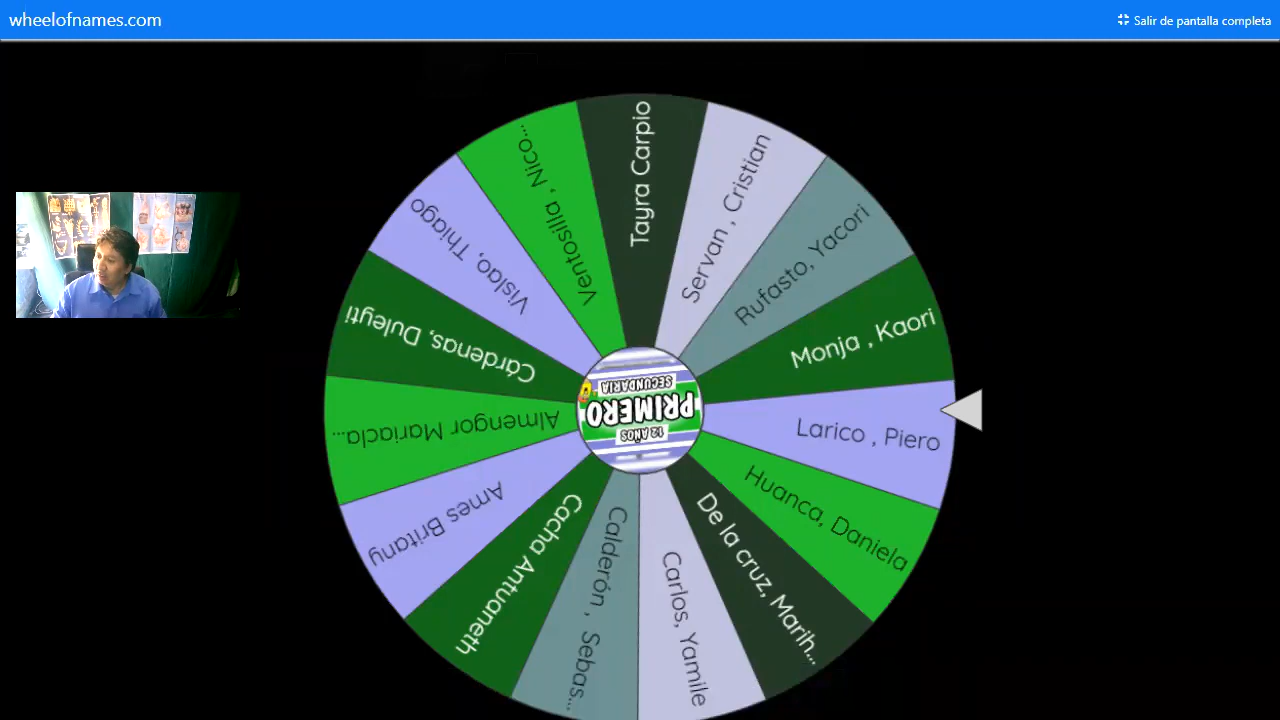 wheelofnames.com
Salir de pantalla completa
Tayra Carpio
Servan , Cristian
Rufasto, Yacori
Monja , Kaori
Larico , Piero
Huanca, Daniela
De la cruz, Marih...
Carlos, Yamile
Calderón , Sebas...
Cacha Antuaneth
Ames Britany
Almengor Mariacla...
Cárdenas, Duleyti
Vislao, Thiago
Ventosilla , Nico...
12 AÑOS
PRIMERO
SECUNDARIA